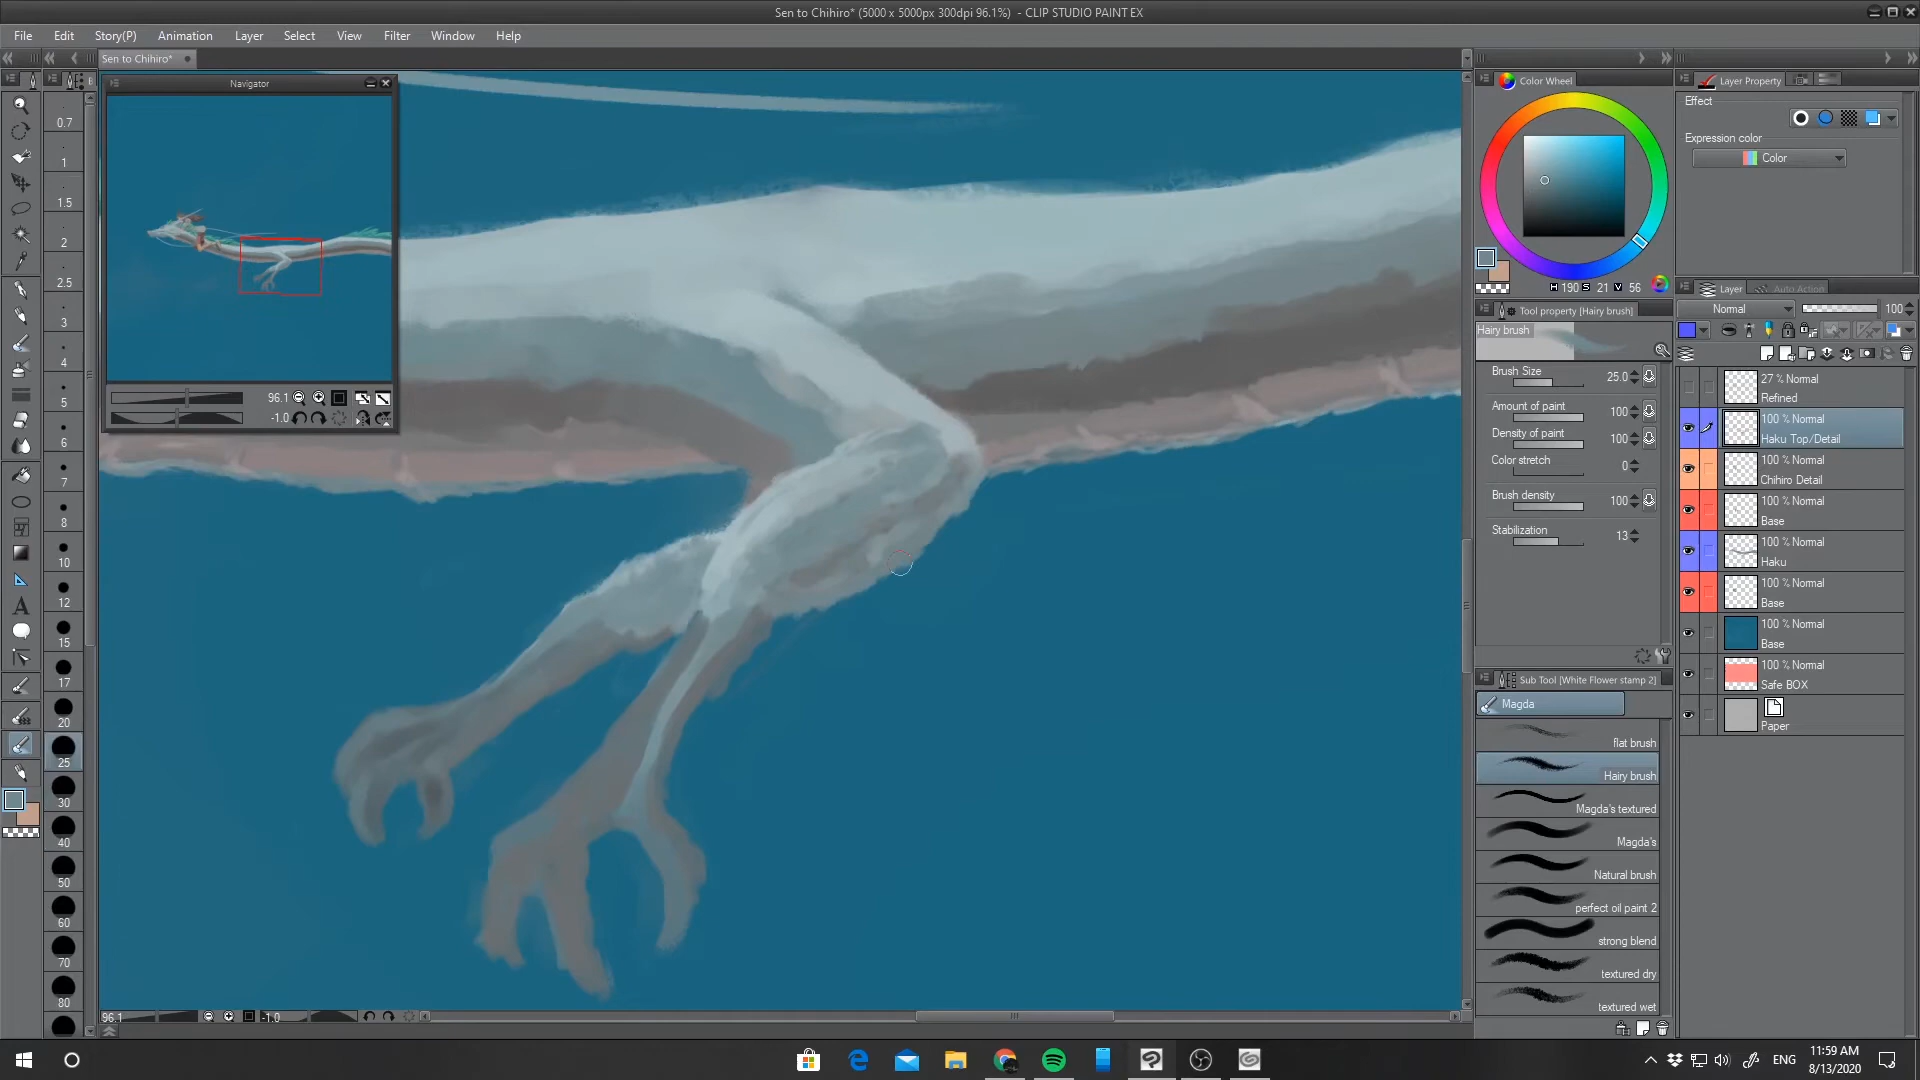 Sen to Chihiro* (5000 x 5000px 300dpi 96.1%) - CLIP STUDIO PAINT EX
File Edit Story(P) Animation Layer Select View Filter Window Help
Sen to Chihiro*
Navigator
96.1
-1.0
0.7
1
1.5
2
2.5
3
4
5
6
7
8
10
12
15
17
20
25
30
40
50
60
70
80
96.1
-1.0
Color Wheel
H 190 S 21 V 56
Tool property [Hairy brush]
Hairy brush
Brush Size 25.0
Amount of paint 100
Density of paint 100
Color stretch 0
Brush density 100
Stabilization 13
Sub Tool [White Flower stamp 2]
Magda
flat brush
Hairy brush
Magda's textured
Magda's
Natural brush
perfect oil paint 2
strong blend
textured dry
textured wet
Layer Property
Effect
Expression color
Color
Layer Auto Action
Normal 100
27 % Normal
Refined
100 % Normal
Haku Top/Detail
100 % Normal
Chihiro Detail
100 % Normal
Base
100 % Normal
Haku
100 % Normal
Base
100 % Normal
Base
100 % Normal
Safe BOX
Paper
ENG
11:59 AM
8/13/2020